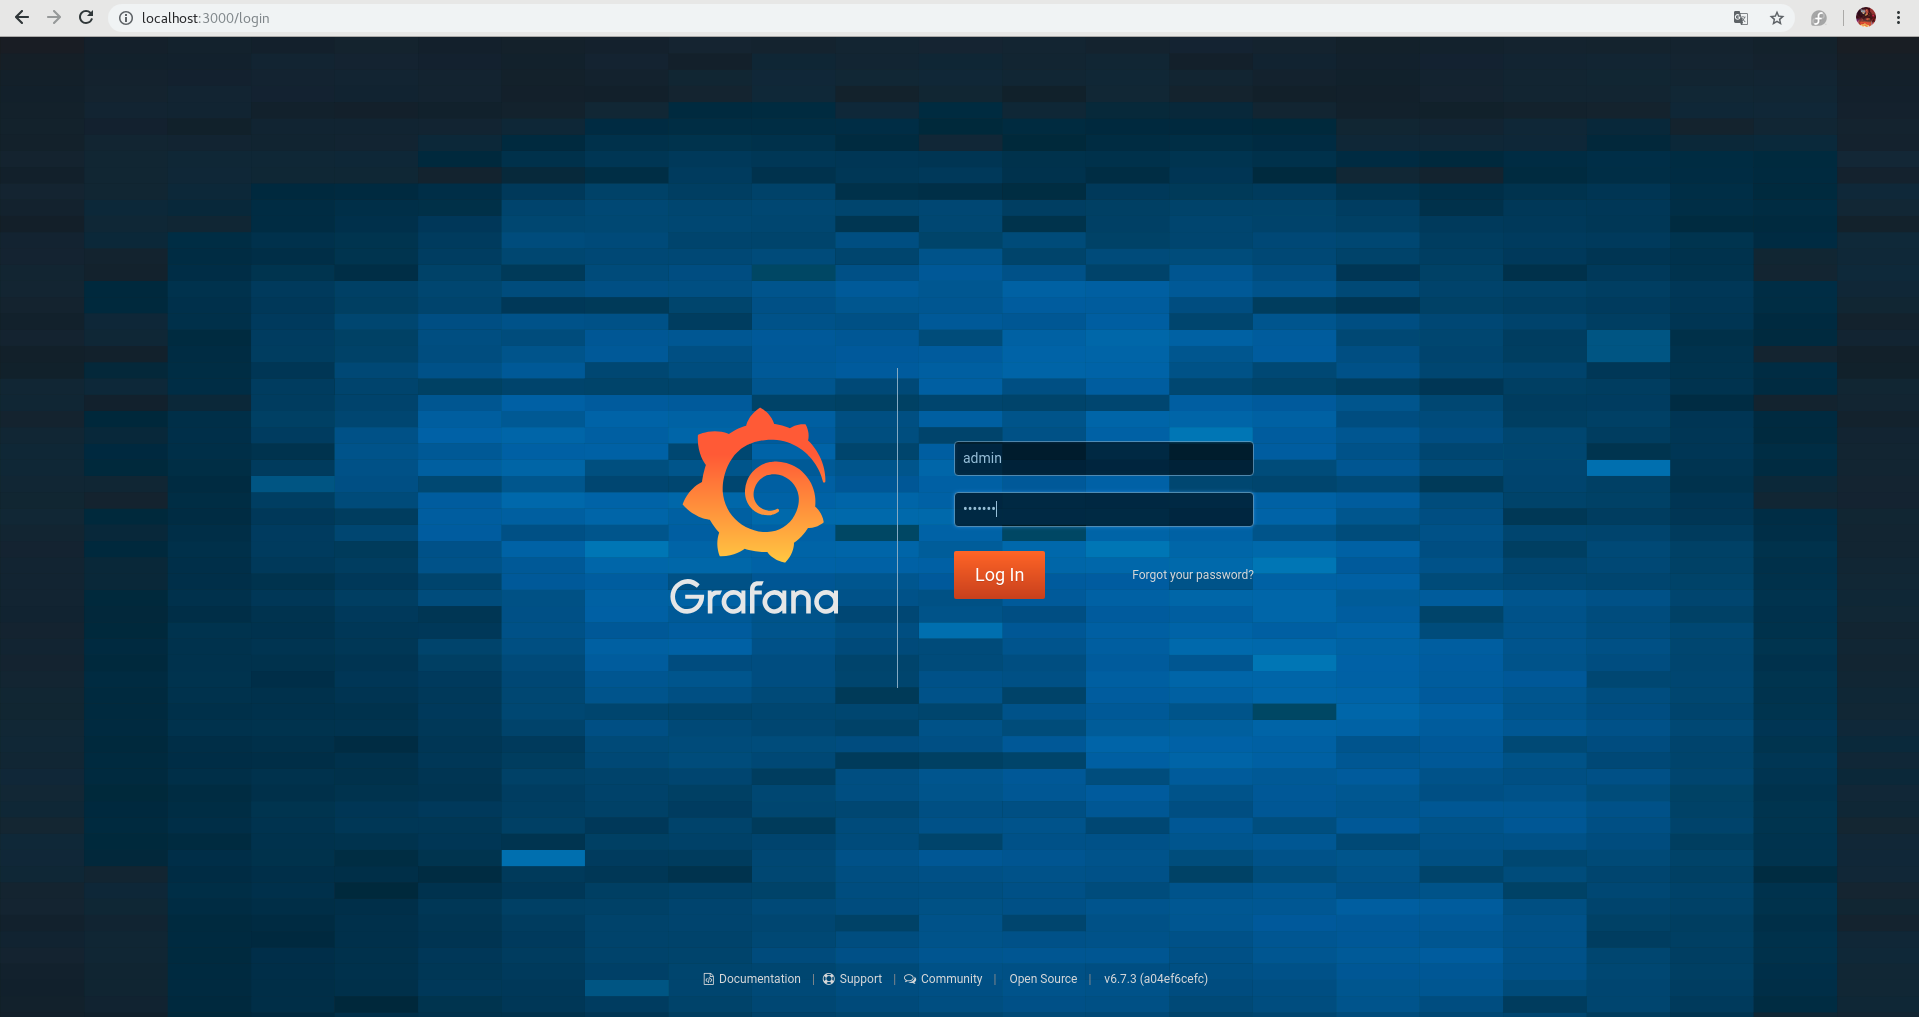 localhost:3000/login
admin
•••••••
Log In
Forgot your password?
Grafana
Documentation | Support | Community | Open Source | v6.7.3 (a04ef6cefc)